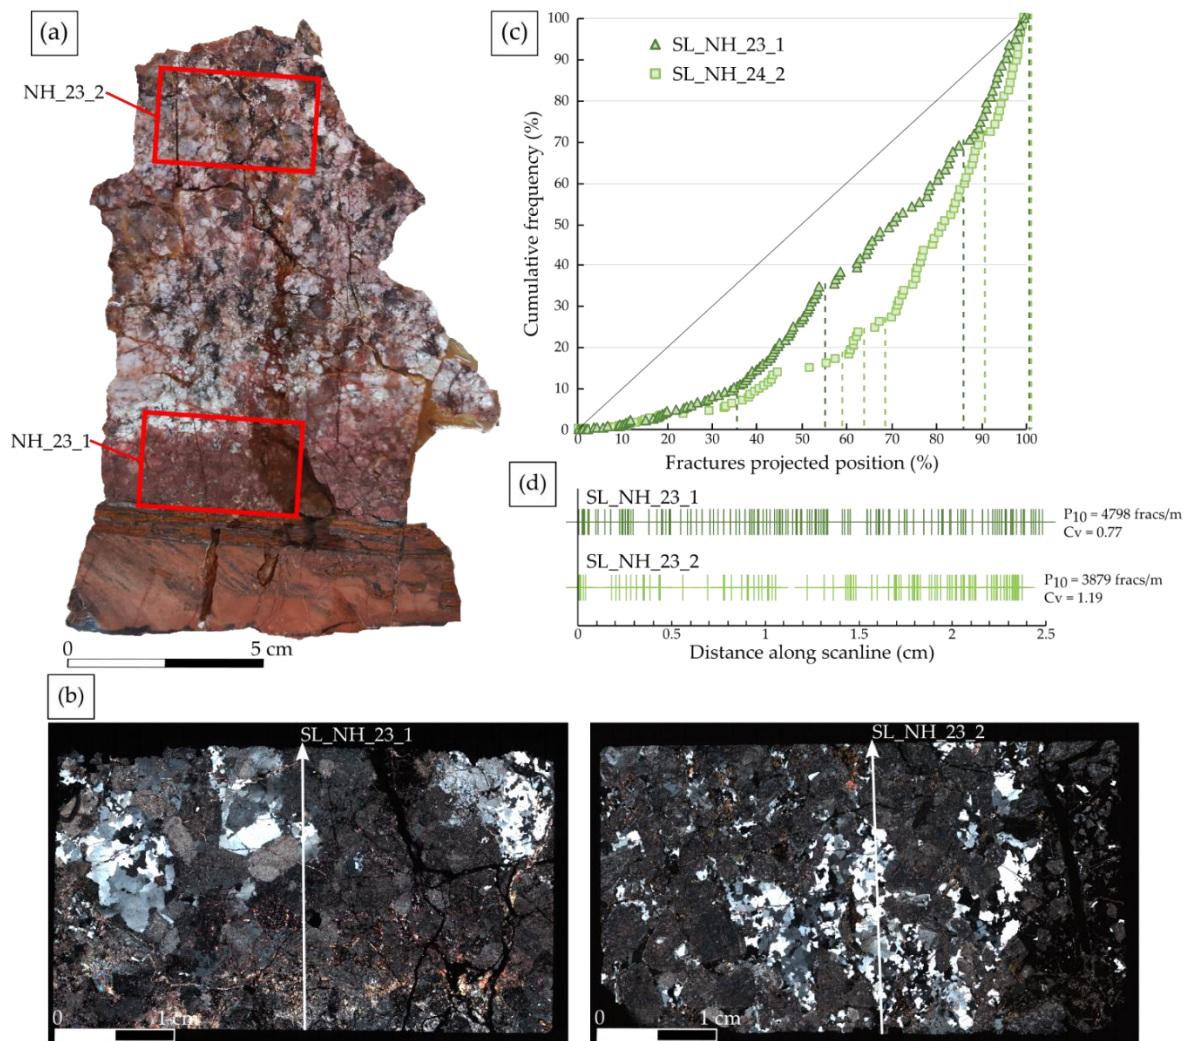 (a)
NH_23_2
NH_23_1
0 5 cm
(c)
SL_NH_23_1
SL_NH_24_2
Cumulative frequency (%)
100
90
80
70
60
50
40
30
20
10
0
10 20 30 40 50 60 70 80 90 100
Fractures projected position (%)
(d)
SL_NH_23_1
P10 = 4798 fracs/m
Cv = 0.77
SL_NH_23_2
P10 = 3879 fracs/m
Cv = 1.19
0 0.5 1 1.5 2 2.5
Distance along scanline (cm)
(b)
SL_NH_23_1
0 1 cm
SL_NH_23_2
0 1 cm